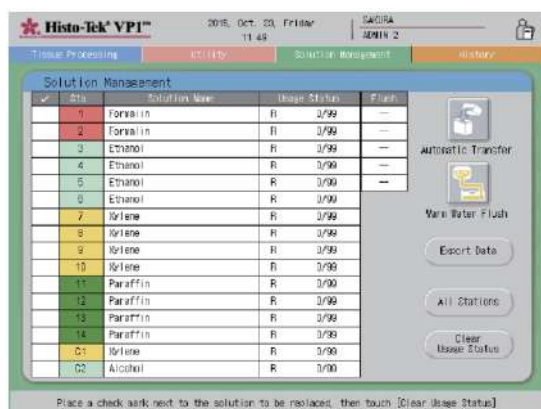 Histo-Tek® VP1™
2015, Oct. 23, Friday
11 49
SAKURA
ADMIN 2
Tissue Processing
Utility
Solution Management
History
Solution Management
Sta Solution Name Usage Status Flush
1 Formalin R 0/99 —
2 Formalin R 0/99 —
3 Ethanol R 0/99 —
4 Ethanol R 0/99 —
5 Ethanol R 0/99 —
6 Ethanol R 0/99
7 Xylene R 0/99
8 Xylene R 0/99
9 Xylene R 0/99
10 Xylene R 0/99
11 Paraffin R 0/99
12 Paraffin R 0/99
13 Paraffin R 0/99
14 Paraffin R 0/99
C1 Xylene R 0/99
C2 Alcohol R 0/00
Automatic Transfer
Warm Water Flush
Export Data
All Stations
Clear
Usage Status
Place a check mark next to the solution to be replaced, then touch [Clear Usage Status]